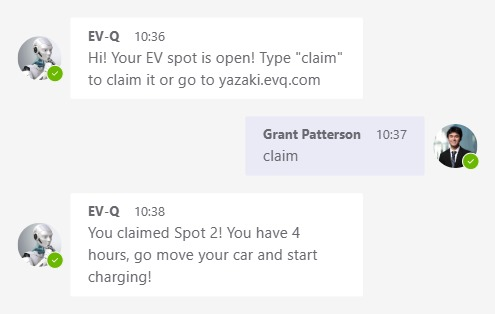 EV-Q 10:36
Hi! Your EV spot is open! Type "claim"
to claim it or go to yazaki.evq.com
Grant Patterson 10:37
claim
EV-Q 10:38
You claimed Spot 2! You have 4
hours, go move your car and start
charging!